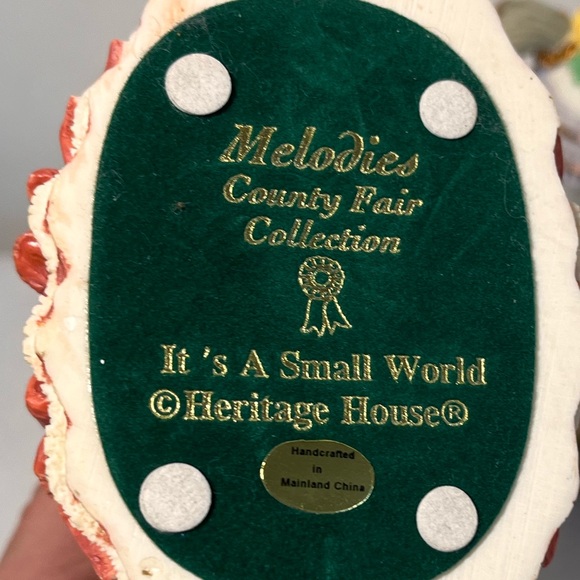 Melodies
County Fair
Collection
It 's A Small World
©Heritage House®
Handcrafted
in
Mainland China